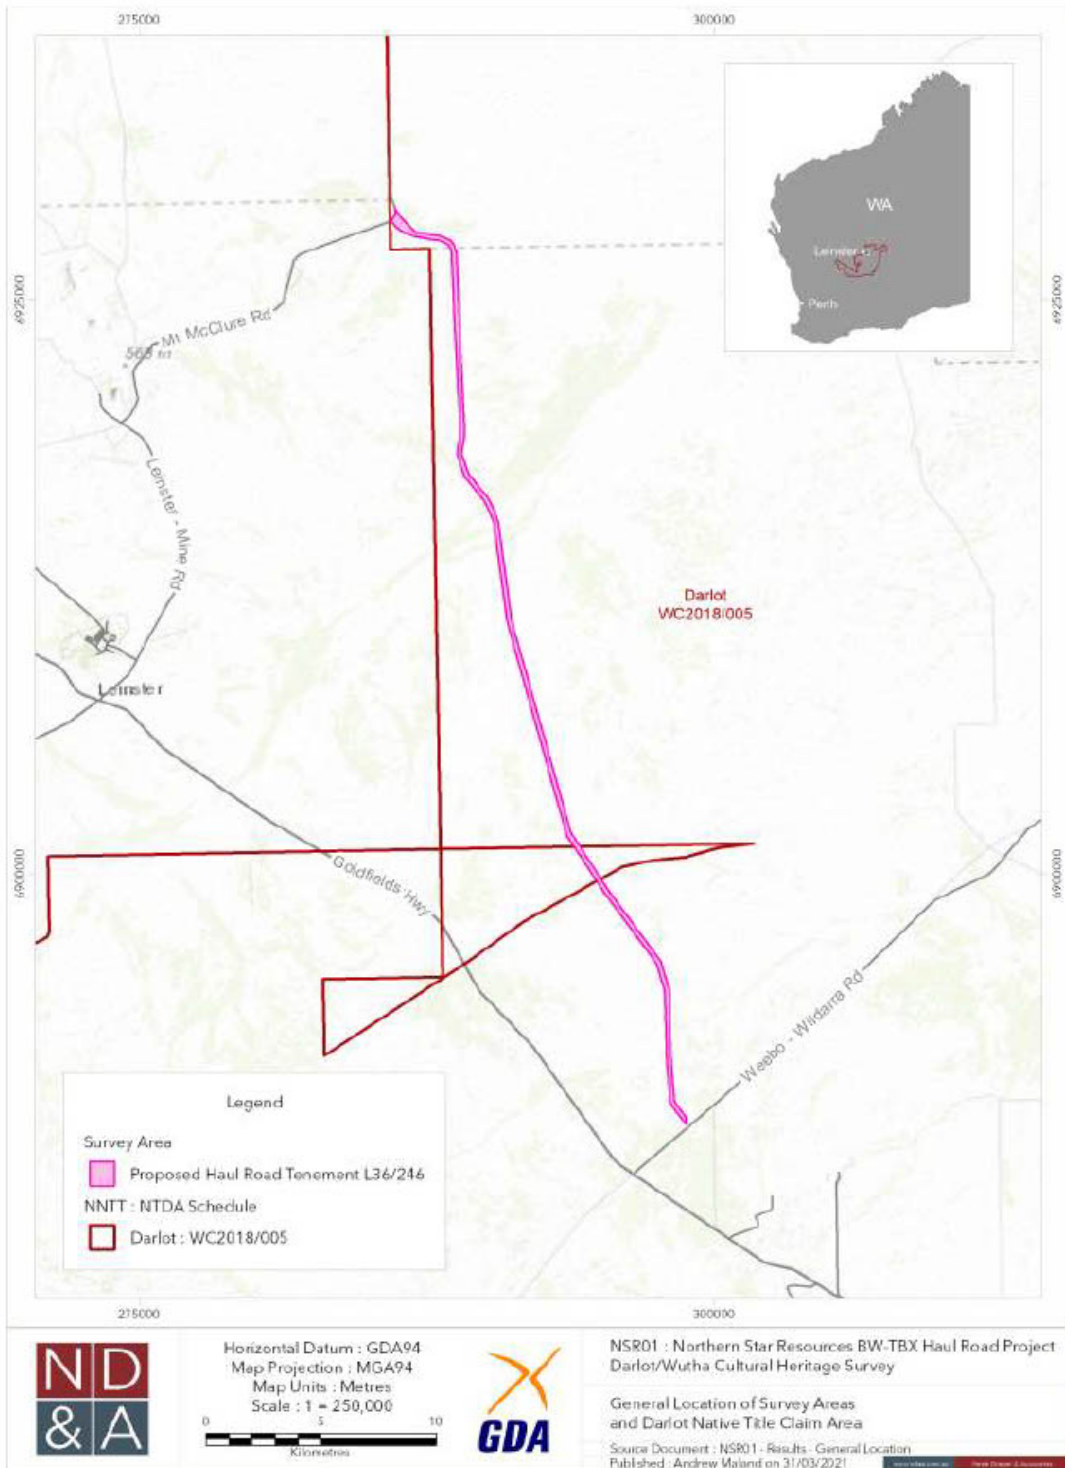 275000
300000
WA
Leinster
Perth
6925000
6925000
Mt McClure Rd
Leinster - Mine Rd
Darlot
WC2018/005
Leinster
Goldfields Hwy
6900000
6900000
Weebo - Wildarra Rd
Legend
Survey Area
Proposed Haul Road Tenement L36/246
NNTT : NTDA Schedule
Darlot : WC2018/005
275000
300000
ND
&A
Horizontal Datum : GDA94
Map Projection : MGA94
Map Units : Metres
Scale : 1 = 250,000
0 5 10
Kilometres
GDA
NSR01 : Northern Star Resources BW-TBX Haul Road Project
Darlot/Wutha Cultural Heritage Survey
General Location of Survey Areas
and Darlot Native Title Claim Area
Source Document : NSR01 - Results - General Location
Published : Andrew Maland on 31/03/2021